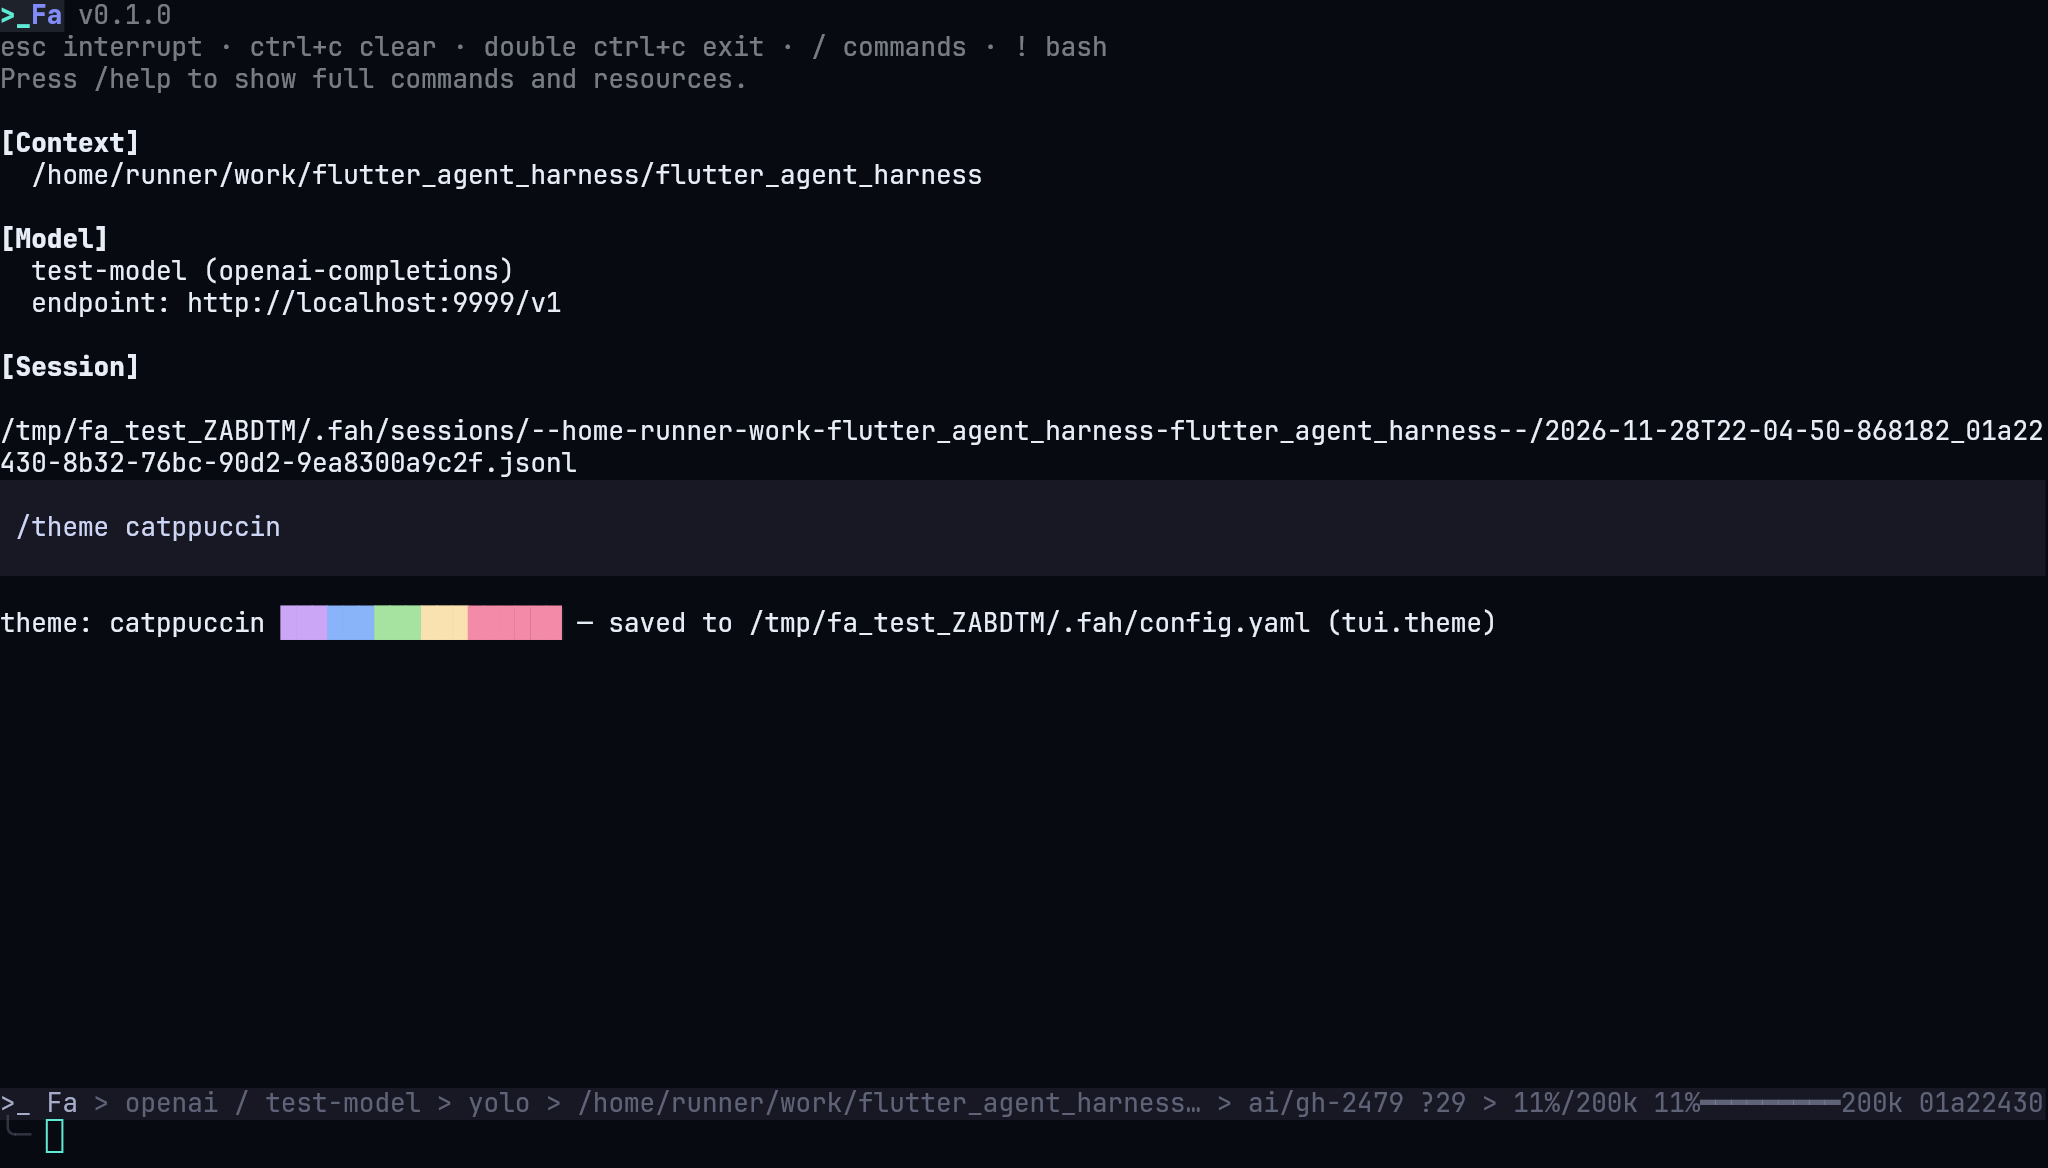 >_Fa v0.1.0
esc interrupt · ctrl+c clear · double ctrl+c exit · / commands · ! bash
Press /help to show full commands and resources.
[Context]
/home/runner/work/flutter_agent_harness/flutter_agent_harness
[Model]
test-model (openai-completions)
endpoint: http://localhost:9999/v1
[Session]
/tmp/fa_test_ZABDTM/.fah/sessions/--home-runner-work-flutter_agent_harness-flutter_agent_harness--/2026-11-28T22-04-50-868182_01a22
430-8b32-76bc-90d2-9ea8300a9c2f.jsonl
/theme catppuccin
theme: catppuccin — saved to /tmp/fa_test_ZABDTM/.fah/config.yaml (tui.theme)
>_ Fa > openai / test-model > yolo > /home/runner/work/flutter_agent_harness… > ai/gh-2479 ?29 > 11%/200k 11%━━━━━━━━━200k 01a22430